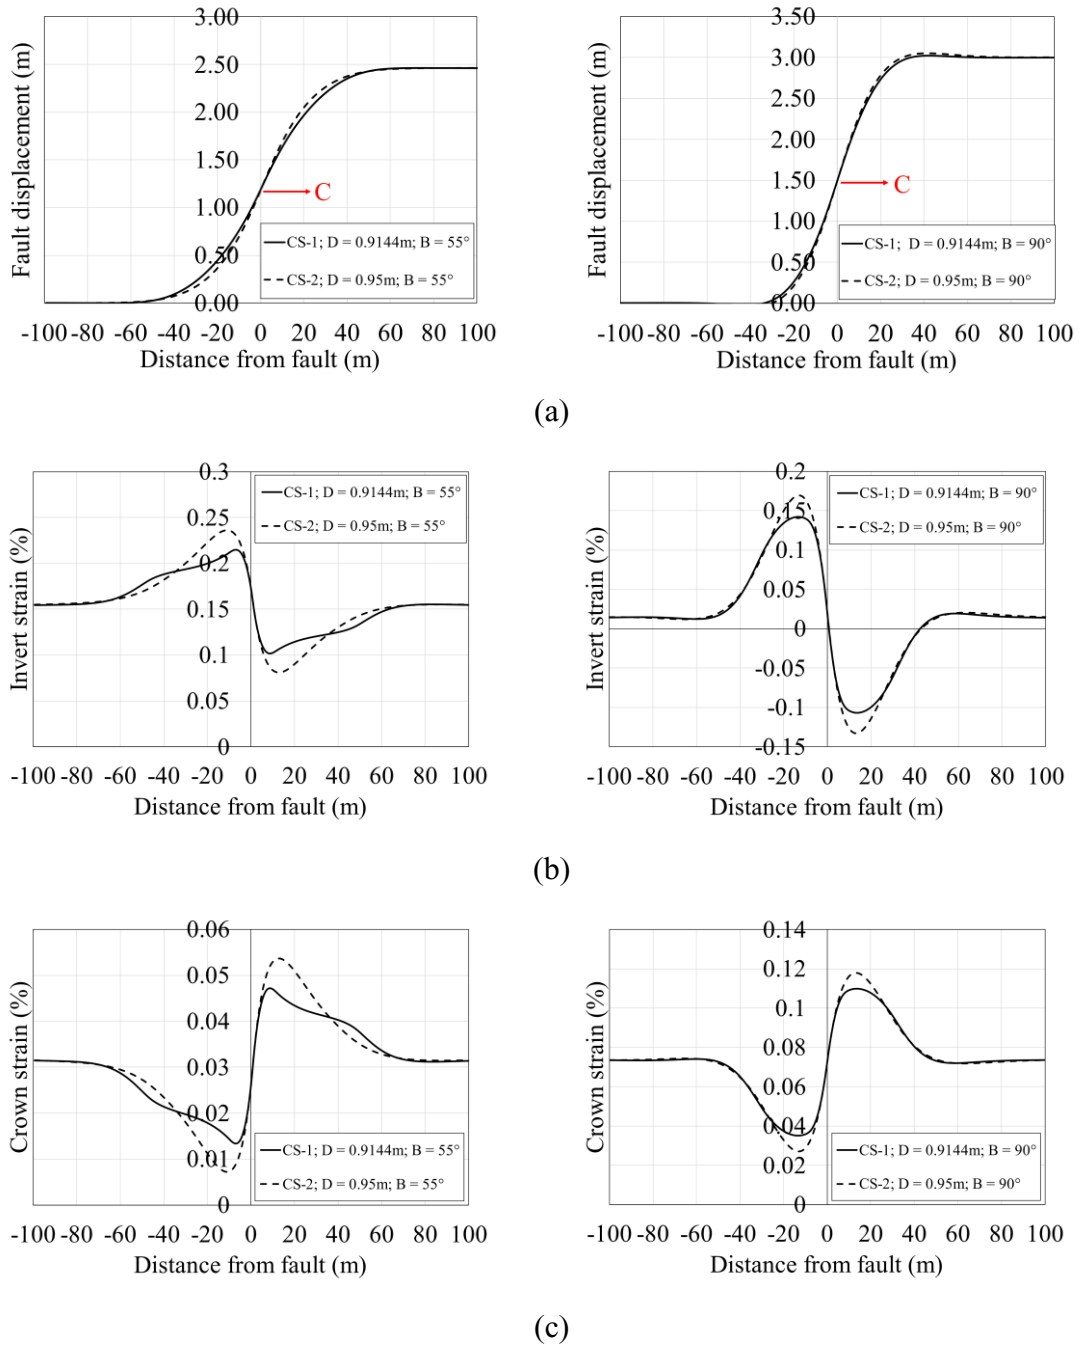 Fault displacement (m)
3.00
2.50
2.00
1.50
1.00
0.50
0.00
C
CS-1; D = 0.9144m; B = 55°
CS-2; D = 0.95m; B = 55°
-100 -80 -60 -40 -20 0 20 40 60 80 100
Distance from fault (m)
Fault displacement (m)
3.50
3.00
2.50
2.00
1.50
1.00
0.50
0.00
C
CS-1; D = 0.9144m; B = 90°
CS-2; D = 0.95m; B = 90°
-100 -80 -60 -40 -20 0 20 40 60 80 100
Distance from fault (m)
(a)
Invert strain (%)
0.3
0.25
0.2
0.15
0.1
0.05
0
CS-1; D = 0.9144m; B = 55°
CS-2; D = 0.95m; B = 55°
-100 -80 -60 -40 -20 0 20 40 60 80 100
Distance from fault (m)
Invert strain (%)
0.2
0.15
0.1
0.05
0
-0.05
-0.1
-0.15
CS-1; D = 0.9144m; B = 90°
CS-2; D = 0.95m; B = 90°
-100 -80 -60 -40 -20 0 20 40 60 80 100
Distance from fault (m)
(b)
Crown strain (%)
0.06
0.05
0.04
0.03
0.02
0.01
0
CS-1; D = 0.9144m; B = 55°
CS-2; D = 0.95m; B = 55°
-100 -80 -60 -40 -20 0 20 40 60 80 100
Distance from fault (m)
Crown strain (%)
0.14
0.12
0.1
0.08
0.06
0.04
0.02
0
CS-1; D = 0.9144m; B = 90°
CS-2; D = 0.95m; B = 90°
-100 -80 -60 -40 -20 0 20 40 60 80 100
Distance from fault (m)
(c)